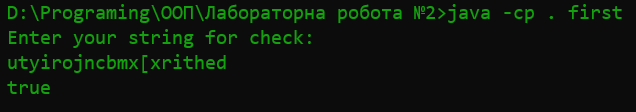 D:\Programing\ООП\Лабораторна робота №2>java -cp . first
Enter your string for check:
utyirojncbmx[xrithed
true